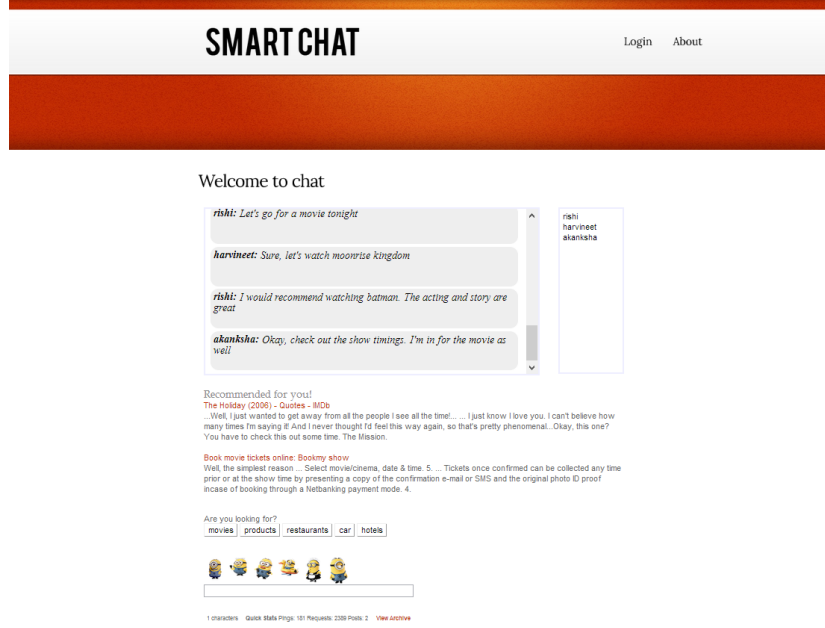 SMART CHAT
Login About
Welcome to chat
rishi: Let's go for a movie tonight
harvineet: Sure, let's watch moonrise kingdom
rishi: I would recommend watching batman. The acting and story are
great
akanksha: Okay, check out the show timings. I'm in for the movie as
well
rishi
harvineet
akanksha
Recommended for you!
The Holiday (2006) - Quotes - IMDb
...Well, I just wanted to get away from all the people I see all the time!... ... I just know I love you. I can't believe how
many times I'm saying it! And I never thought I'd feel this way again, so that's pretty phenomenal...Okay, this one?
You have to check this out some time. The Mission.
Book movie tickets online: Bookmy show
Well, the simplest reason ... Select movie/cinema, date & time. 5. ... Tickets once confirmed can be collected any time
prior or at the show time by presenting a copy of the confirmation e-mail or SMS and the original photo ID proof
incase of booking through a Netbanking payment mode. 4.
Are you looking for?
movies products restaurants car hotels
1 characters Quick Stats Pings: 181 Requests: 2389 Posts: 2 View Archive